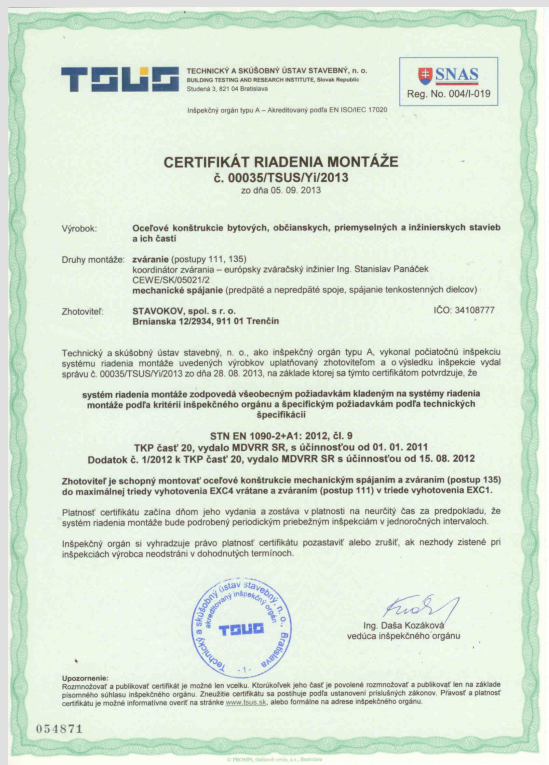 TSUS
TECHNICKÝ A SKÚŠOBNÝ ÚSTAV STAVEBNÝ, n. o.
BUILDING TESTING AND RESEARCH INSTITUTE, Slovak Republic
Studená 3, 821 04 Bratislava
SNAS
Reg. No. 004/I-019
Inšpekčný orgán typu A – Akreditovaný podľa EN ISO/IEC 17020
CERTIFIKÁT RIADENIA MONTÁŽE
č. 00035/TSUS/Yi/2013
zo dňa 05. 09. 2013
Výrobok: Oceľové konštrukcie bytových, občianskych, priemyselných a inžinierskych stavieb
a ich častí
Druhy montáže: zváranie (postupy 111, 135)
koordinátor zvárania – európsky zváračský inžinier Ing. Stanislav Panáček
CEWE/SK/05021/2
mechanické spájanie (predpäté a nepredpäté spoje, spájanie tenkostenných dielcov)
Zhotoviteľ: STAVOKOV, spol. s r. o. IČO: 34108777
Brnianska 12/2934, 911 01 Trenčín
Technický a skúšobný ústav stavebný, n. o., ako inšpekčný orgán typu A, vykonal počiatočnú inšpekciu
systému riadenia montáže uvedených výrobkov uplatňovaný zhotoviteľom a o výsledku inšpekcie vydal
správu č. 00035/TSUS/Yi/2013 zo dňa 28. 08. 2013, na základe ktorej sa týmto certifikátom potvrdzuje, že
systém riadenia montáže zodpovedá všeobecným požiadavkám kladeným na systémy riadenia
montáže podľa kritérií inšpekčného orgánu a špecifickým požiadavkám podľa technických
špecifikácií
STN EN 1090-2+A1: 2012, čl. 9
TKP časť 20, vydalo MDVRR SR, s účinnosťou od 01. 01. 2011
Dodatok č. 1/2012 k TKP časť 20, vydalo MDVRR SR s účinnosťou od 15. 08. 2012
Zhotoviteľ je schopný montovať oceľové konštrukcie mechanickým spájaním a zváraním (postup 135)
do maximálnej triedy vyhotovenia EXC4 vrátane a zváraním (postup 111) v triede vyhotovenia EXC1.
Platnosť certifikátu začína dňom jeho vydania a zostáva v platnosti na neurčitý čas za predpokladu, že
systém riadenia montáže bude podrobený periodickým priebežným inšpekciám v jednoročných intervaloch.
Inšpekčný orgán si vyhradzuje právo platnosť certifikátu pozastaviť alebo zrušiť, ak nezhody zistené pri
inšpekciách výrobca neodstráni v dohodnutých termínoch.
Technický a skúšobný ústav stavebný, n. o., Bratislava
akreditovaný inšpekčný orgán
TSUS
- 1 -
Ing. Daša Kozáková
vedúca inšpekčného orgánu
Upozornenie:
Rozmnožovať a publikovať certifikát je možné len vcelku. Ktorúkoľvek jeho časť je povolené rozmnožovať a publikovať len na základe
písomného súhlasu inšpekčného orgánu. Zneužitie certifikátu sa postihuje podľa ustanovení príslušných zákonov. Pravosť a platnosť
certifikátu je možné informatívne overiť na stránke www.tsus.sk, alebo formálne na adrese inšpekčného orgánu.
054871